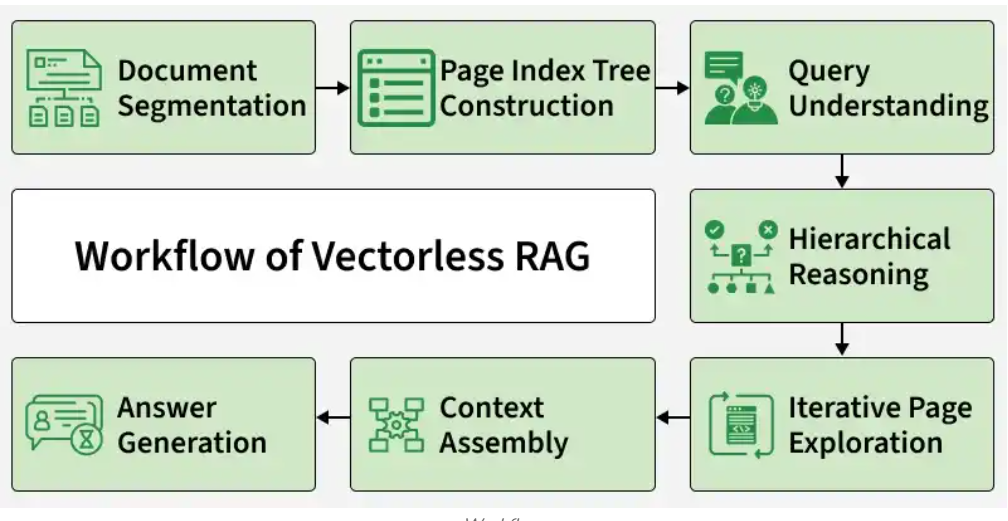 Document
Segmentation
Page Index Tree
Construction
Query
Understanding
Workflow of Vectorless RAG
Hierarchical
Reasoning
Answer
Generation
Context
Assembly
Iterative Page
Exploration